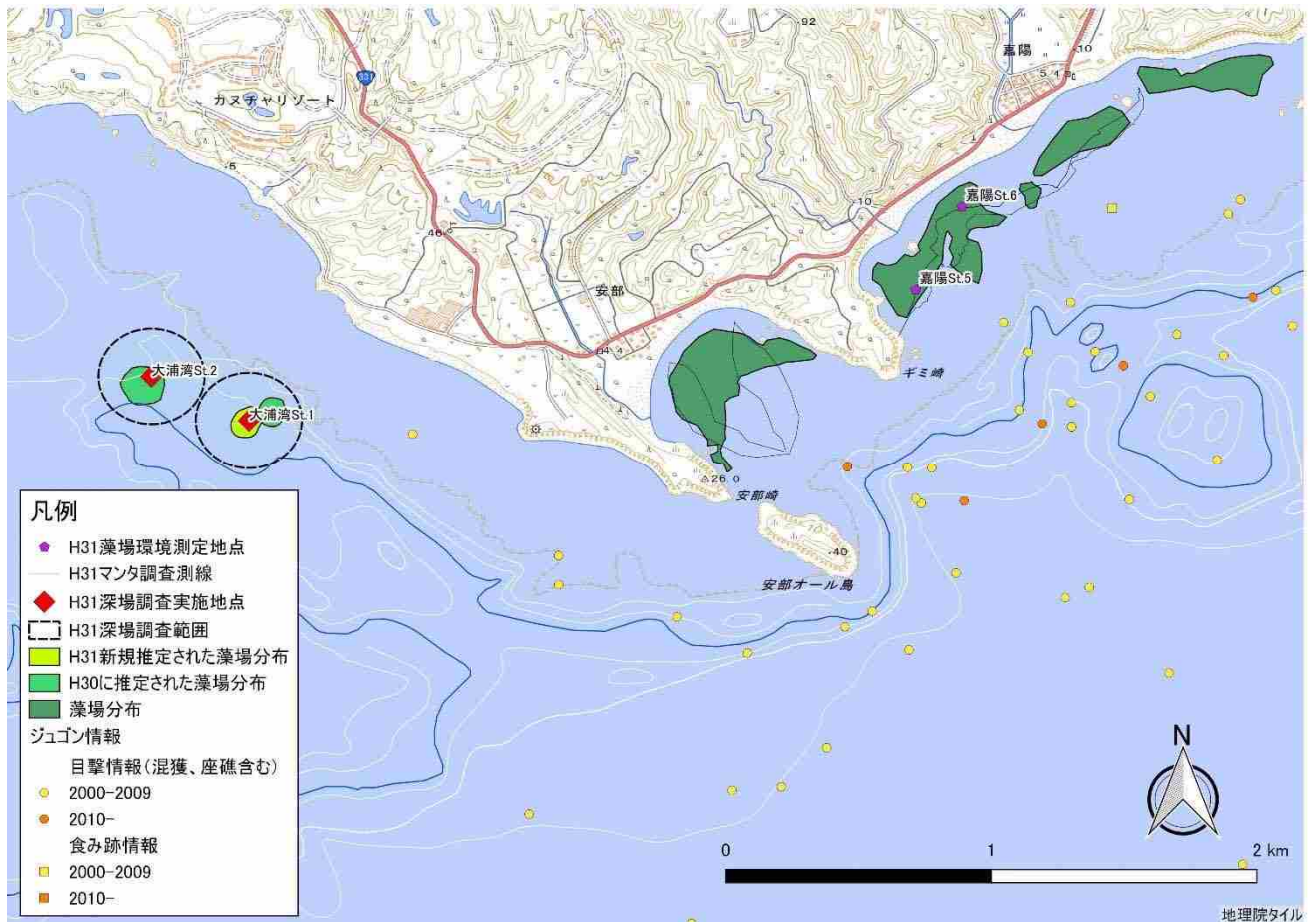 92
嘉陽
10
5.4
331
カヌチャリゾート
5
10
46
嘉陽St.6
嘉陽St.5
安部
4.4
ギミ崎
大浦湾St.2
大浦湾St.1
26.0
安部崎
40
安部オール島
凡例
H31藻場環境測定地点
H31マンタ調査測線
H31深場調査実施地点
H31深場調査範囲
H31新規推定された藻場分布
H30に推定された藻場分布
藻場分布
ジュゴン情報
目撃情報(混獲、座礁含む)
2000-2009
2010-
食み跡情報
2000-2009
2010-
N
0 1 2 km
地理院タイル